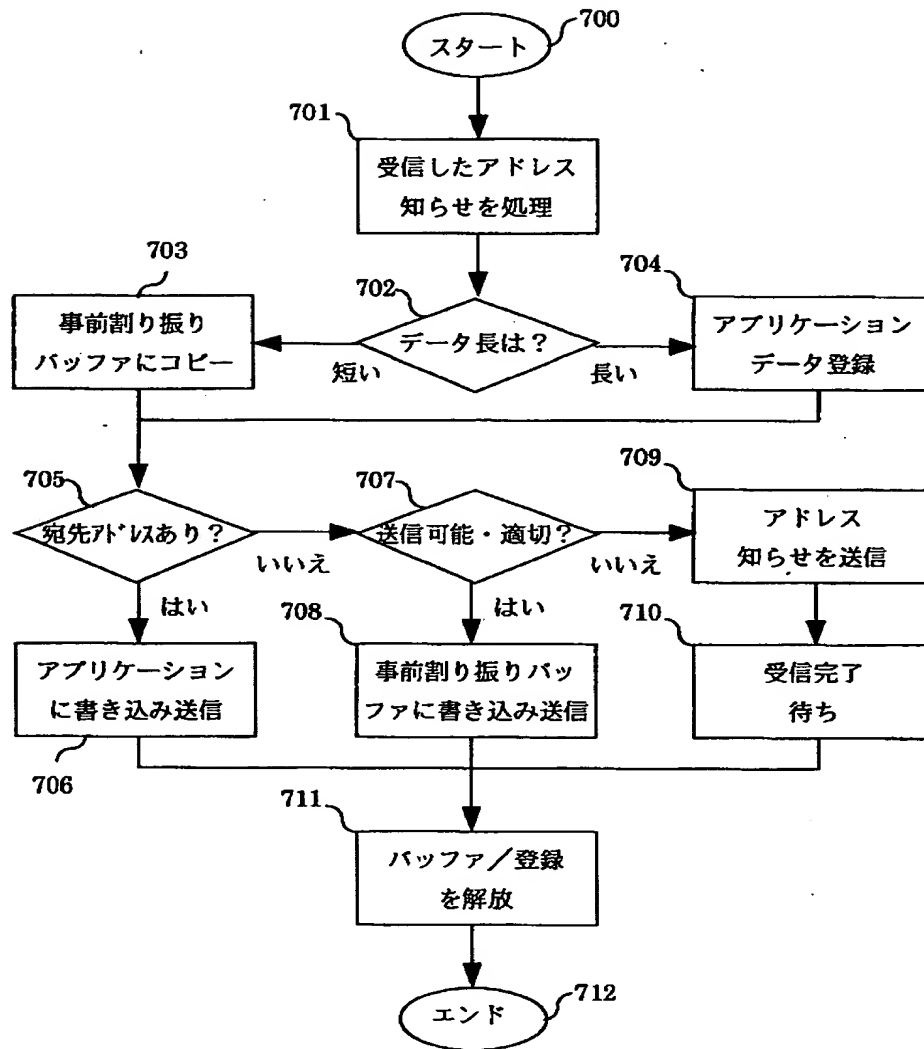 700
スタート
701
受信したアドレス
知らせを処理
703
702
704
事前割り振り
バッファにコピー
データ長は？
アプリケーション
データ登録
短い
長い
705
707
709
宛先ｱﾄﾞﾚｽあり？
送信可能・適切？
アドレス
知らせを送信
いいえ
いいえ
はい
708
はい
710
アプリケーション
に書き込み送信
事前割り振りバッ
ファに書き込み送信
受信完了
待ち
706
711
バッファ／登録
を解放
エンド
712